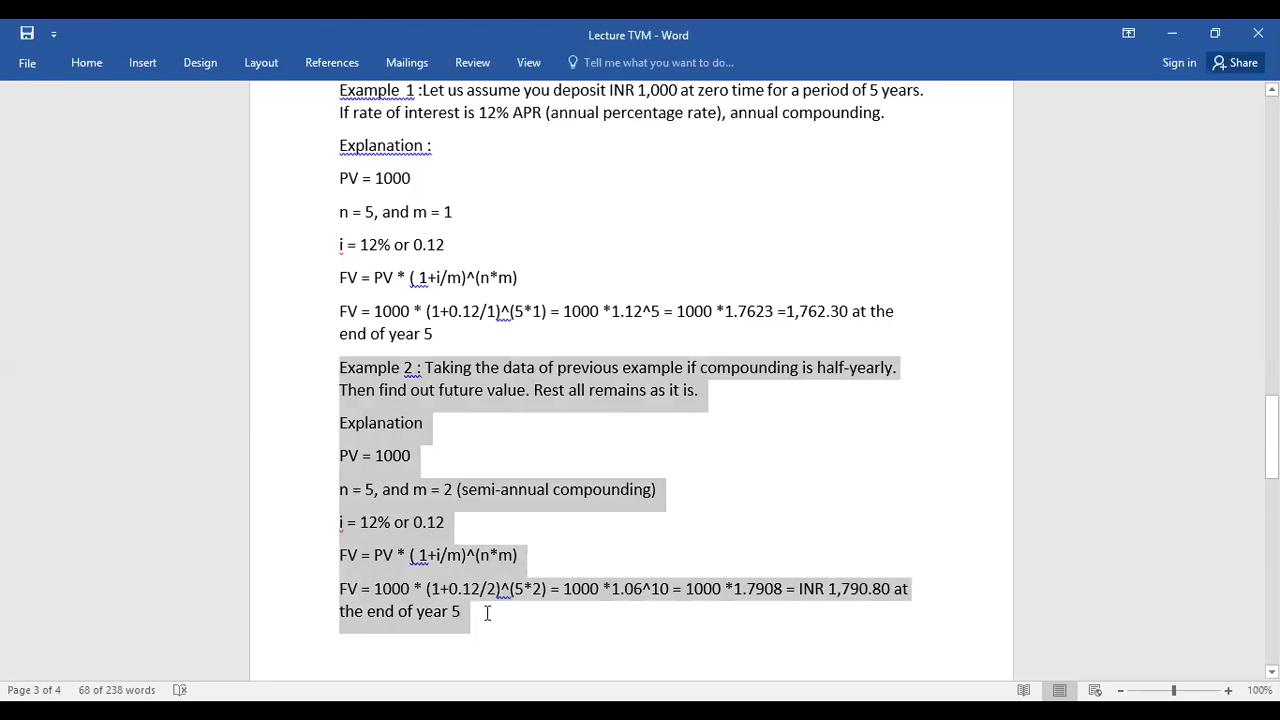 Lecture TVM - Word
File Home Insert Design Layout References Mailings Review View Tell me what you want to do... Sign in Share
Example 1 :Let us assume you deposit INR 1,000 at zero time for a period of 5 years.
If rate of interest is 12% APR (annual percentage rate), annual compounding.
Explanation :
PV = 1000
n = 5, and m = 1
i = 12% or 0.12
FV = PV * ( 1+i/m)^(n*m)
FV = 1000 * (1+0.12/1)^(5*1) = 1000 *1.12^5 = 1000 *1.7623 =1,762.30 at the
end of year 5
Example 2 : Taking the data of previous example if compounding is half-yearly.
Then find out future value. Rest all remains as it is.
Explanation
PV = 1000
n = 5, and m = 2 (semi-annual compounding)
i = 12% or 0.12
FV = PV * ( 1+i/m)^(n*m)
FV = 1000 * (1+0.12/2)^(5*2) = 1000 *1.06^10 = 1000 *1.7908 = INR 1,790.80 at
the end of year 5
Page 3 of 4 68 of 238 words 100%